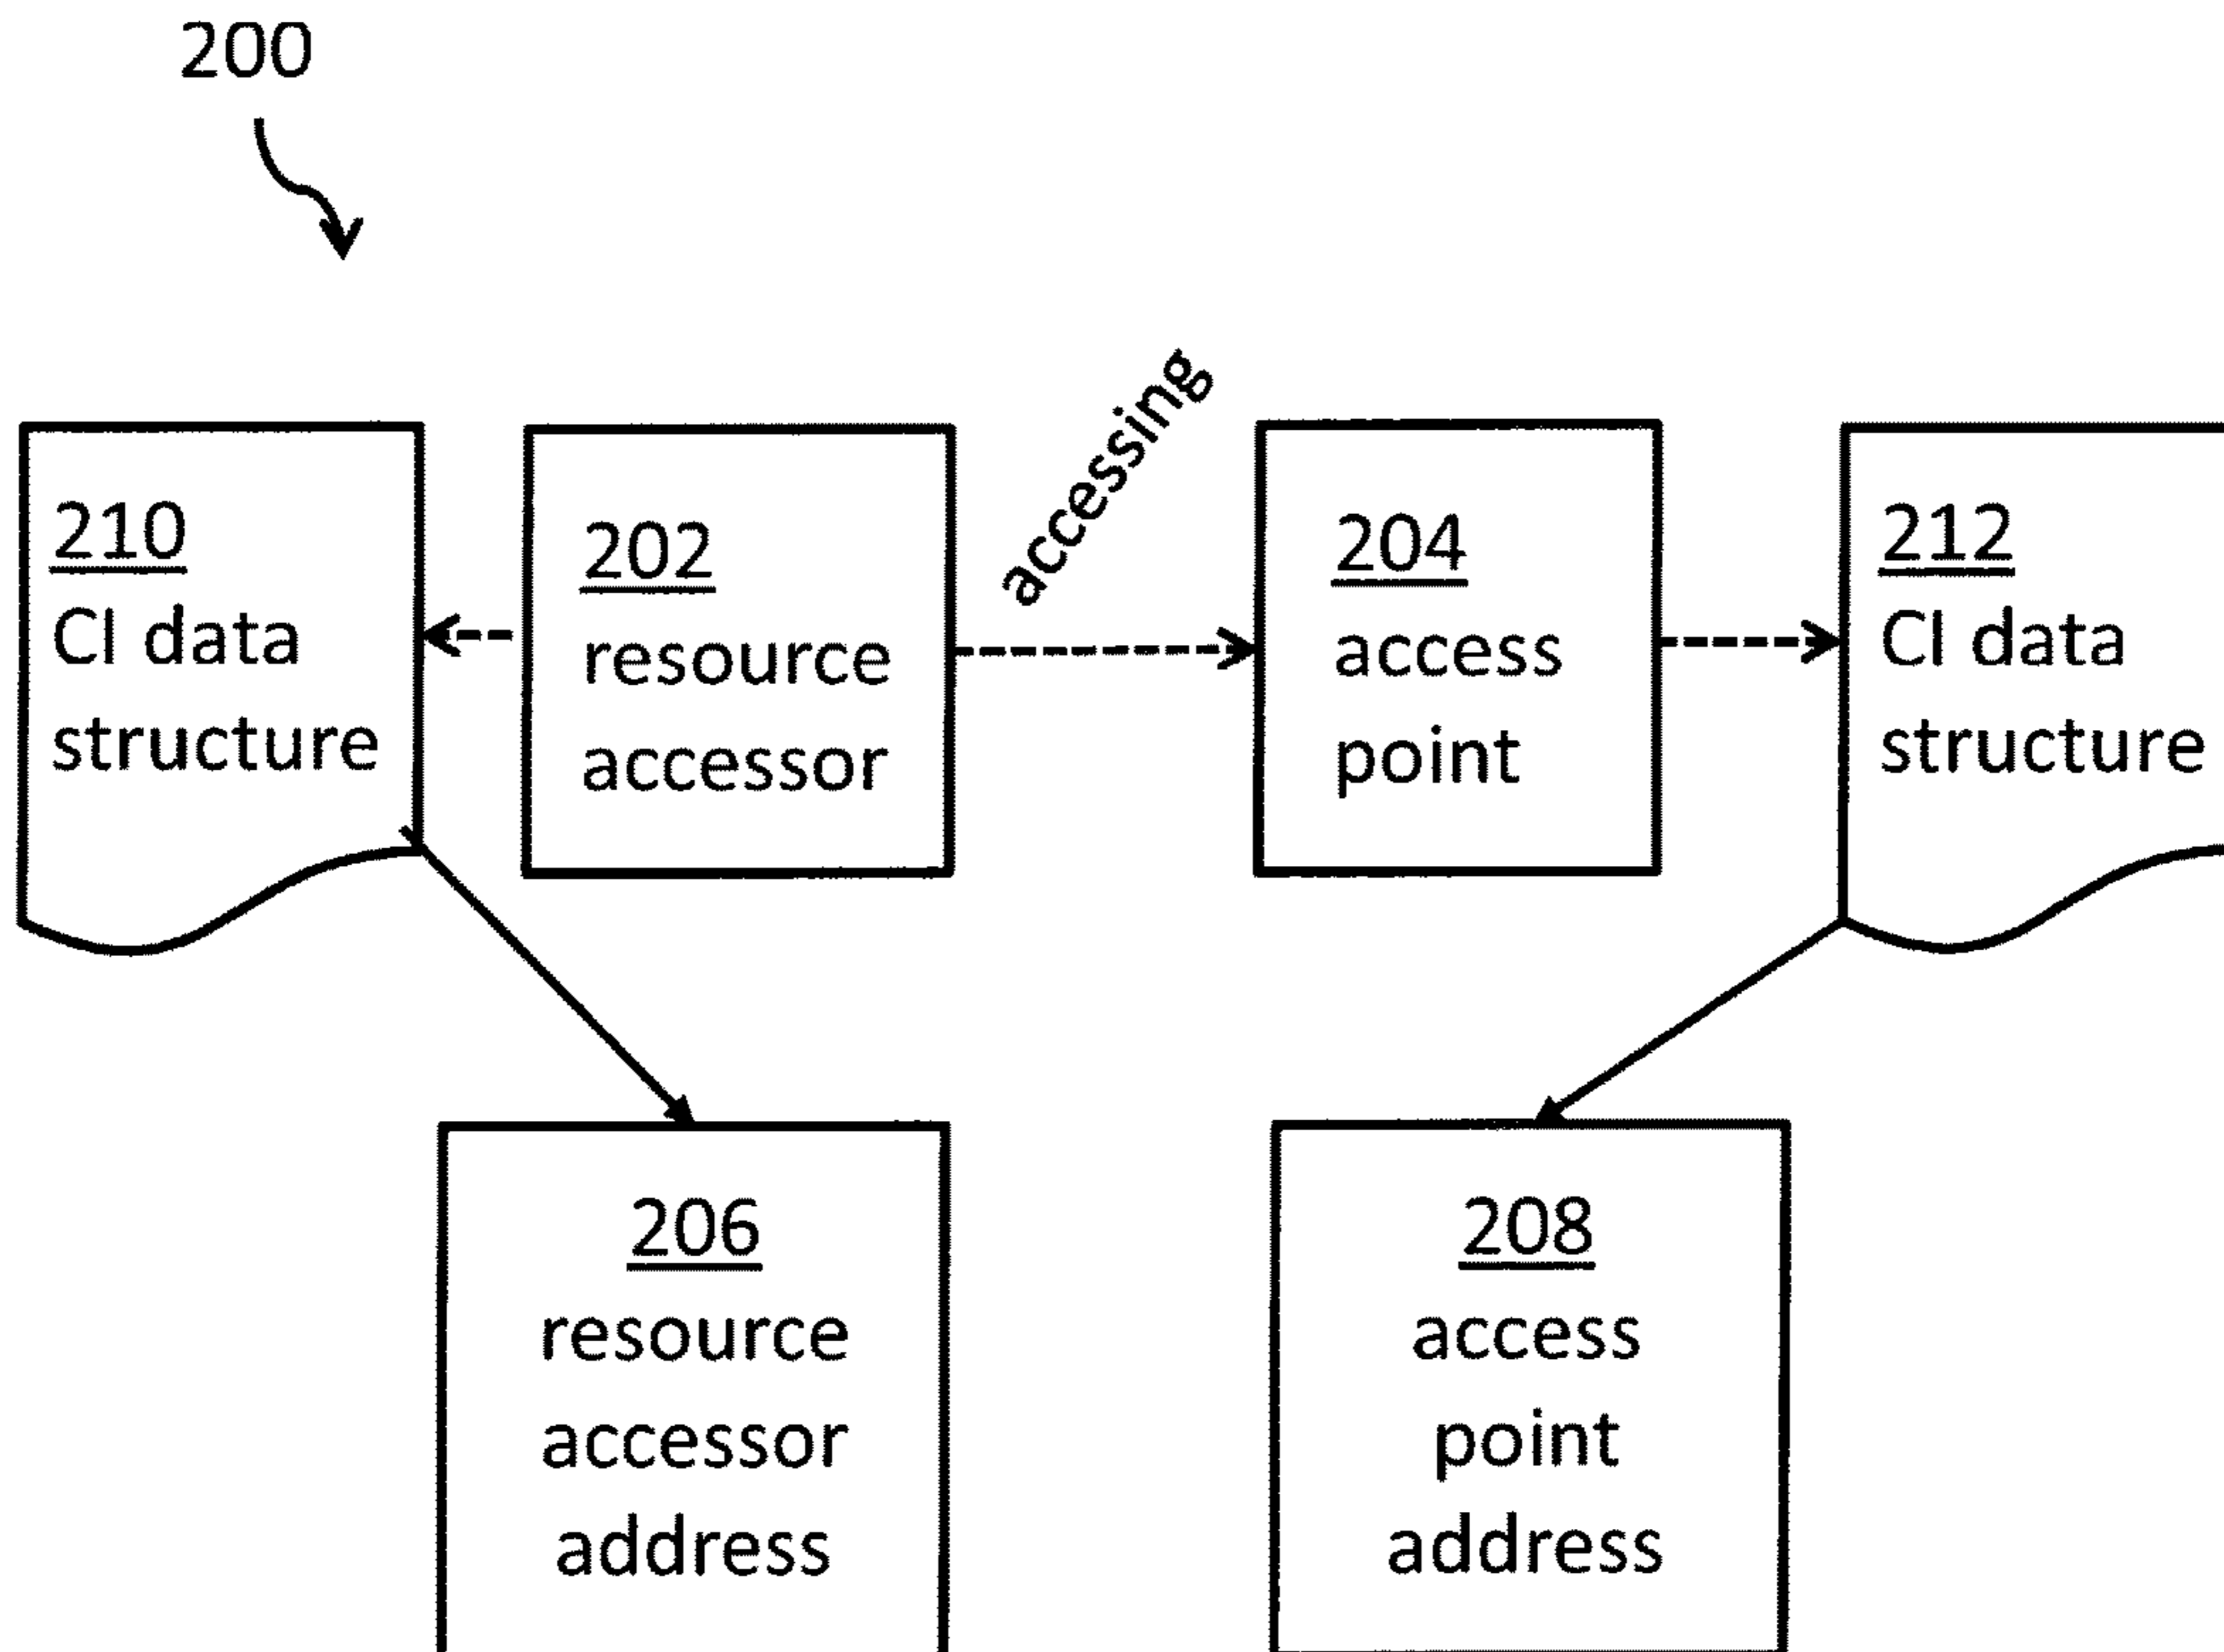 200
accessing
210
CI data
structure
202
resource
accessor
204
access
point
212
CI data
structure
206
resource
accessor
address
208
access
point
address